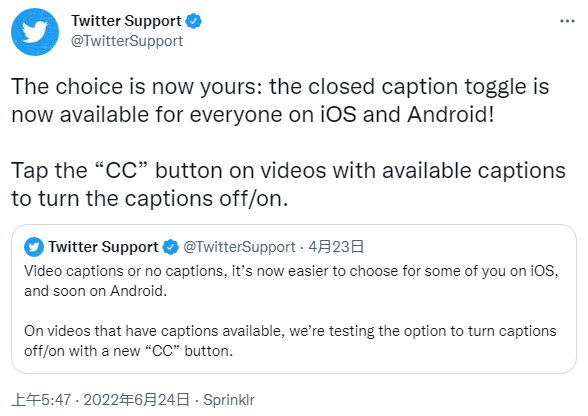 Twitter Support
@TwitterSupport
The choice is now yours: the closed caption toggle is
now available for everyone on iOS and Android!
Tap the “CC” button on videos with available captions
to turn the captions off/on.
Twitter Support @TwitterSupport · 4月23日
Video captions or no captions, it’s now easier to choose for some of you on iOS,
and soon on Android.
On videos that have captions available, we’re testing the option to turn captions
off/on with a new “CC” button.
上午5:47 · 2022年6月24日 · Sprinklr